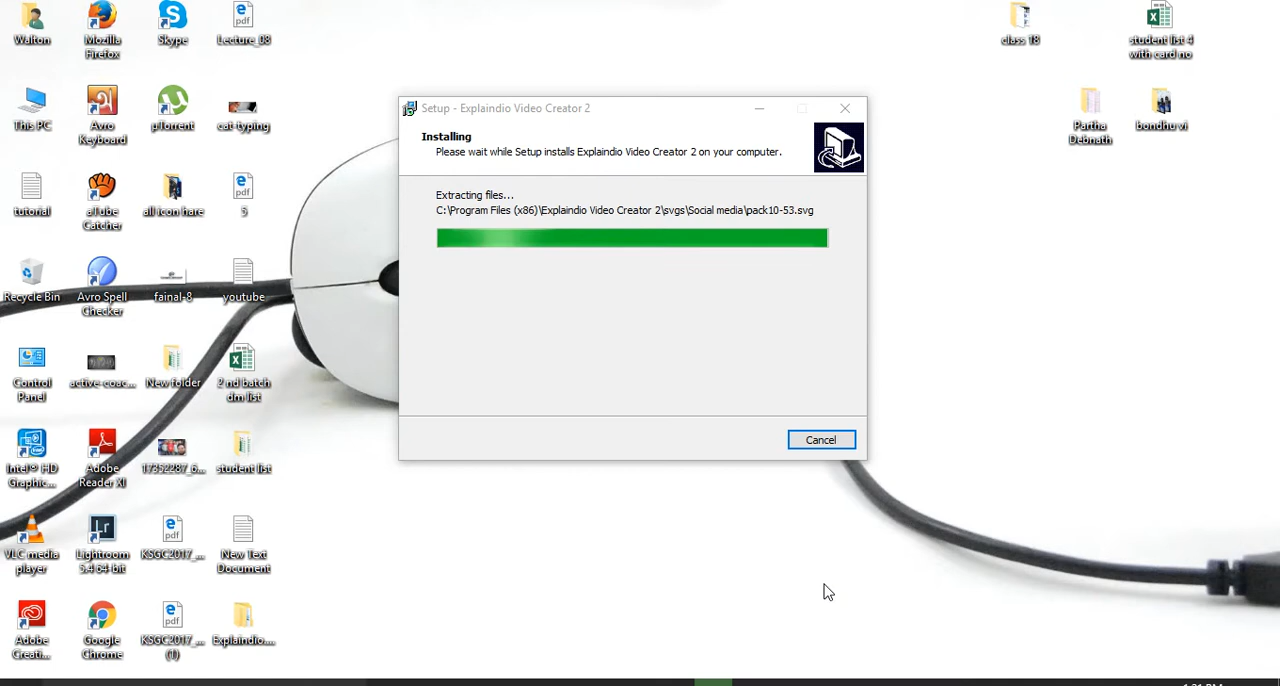 Walton
Mozilla
Firefox
Skype
Lecture_08
class 18
student list 4
with card no
This PC
Avro
Keyboard
µTorrent
cat-typing
Partha
Debnath
bondhu vi
Setup - Explaindio Video Creator 2
Installing
Please wait while Setup installs Explaindio Video Creator 2 on your computer.
Extracting files...
C:\Program Files (x86)\Explaindio Video Creator 2\svgs\Social media\pack10-53.svg
Cancel
tutorial
aTube
Catcher
all icon hare
5
Recycle Bin
Avro Spell
Checker
fainal-8
youtube
Control
Panel
active-coac...
New folder
2 nd batch
dm list
Intel® HD
Graphic...
Adobe
Reader XI
17352287_6...
student list
VLC media
player
Lightroom
5.4 64-bit
KSGC2017_...
New Text
Document
Adobe
Creati...
Google
Chrome
KSGC2017_...
(1)
Explaindio....